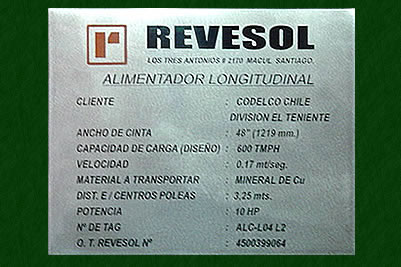 r REVESOL
LOS TRES ANTONIOS # 2170 MACUL SANTIAGO.
ALIMENTADOR LONGITUDINAL
CLIENTE : CODELCO CHILE
DIVISION EL TENIENTE
ANCHO DE CINTA : 48" (1219 mm.)
CAPACIDAD DE CARGA (DISEÑO) : 600 TMPH
VELOCIDAD : 0.17 mt/seg.
MATERIAL A TRANSPORTAR : MINERAL DE Cu
DIST. E / CENTROS POLEAS : 3,25 mts.
POTENCIA : 10 HP
Nº DE TAG : ALC-L04 L2
O. T. REVESOL Nº : 4500399064